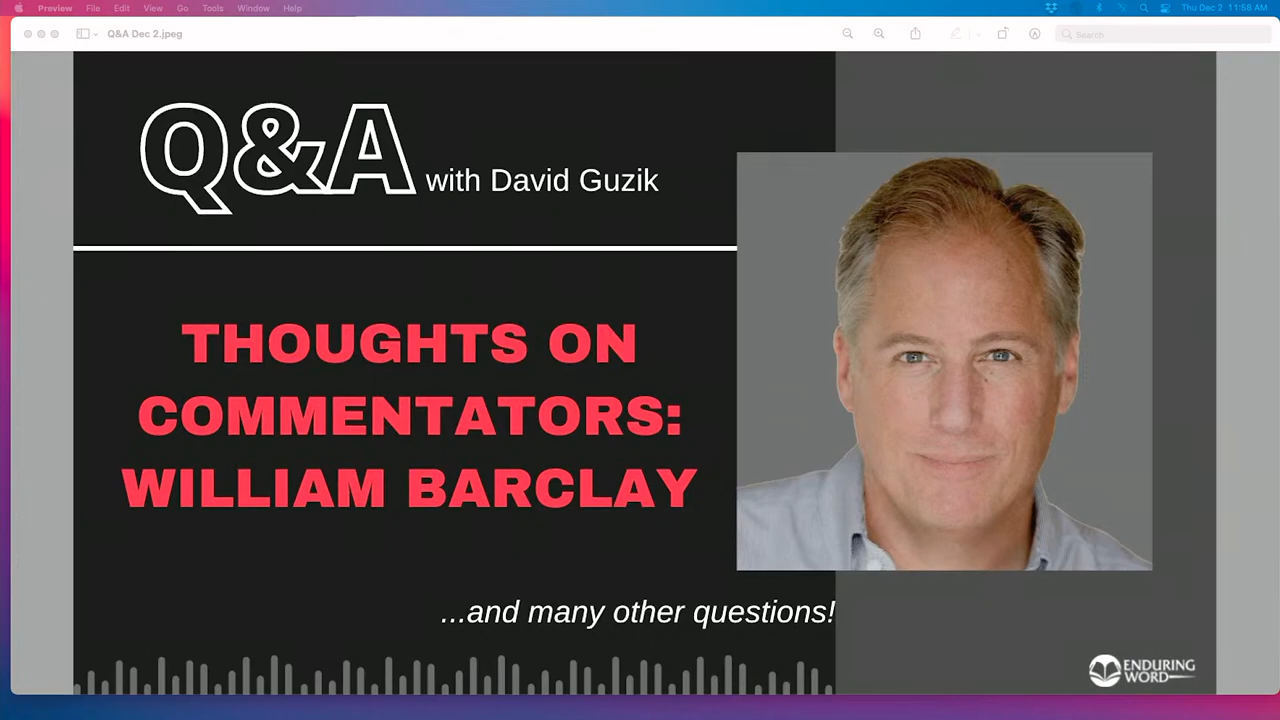 Preview File Edit View Go Tools Window Help Thu Dec 2 11:58 AM
Q&A Dec 2.jpeg Search
Q&A with David Guzik
THOUGHTS ON
COMMENTATORS:
WILLIAM BARCLAY
...and many other questions!
ENDURING
WORD